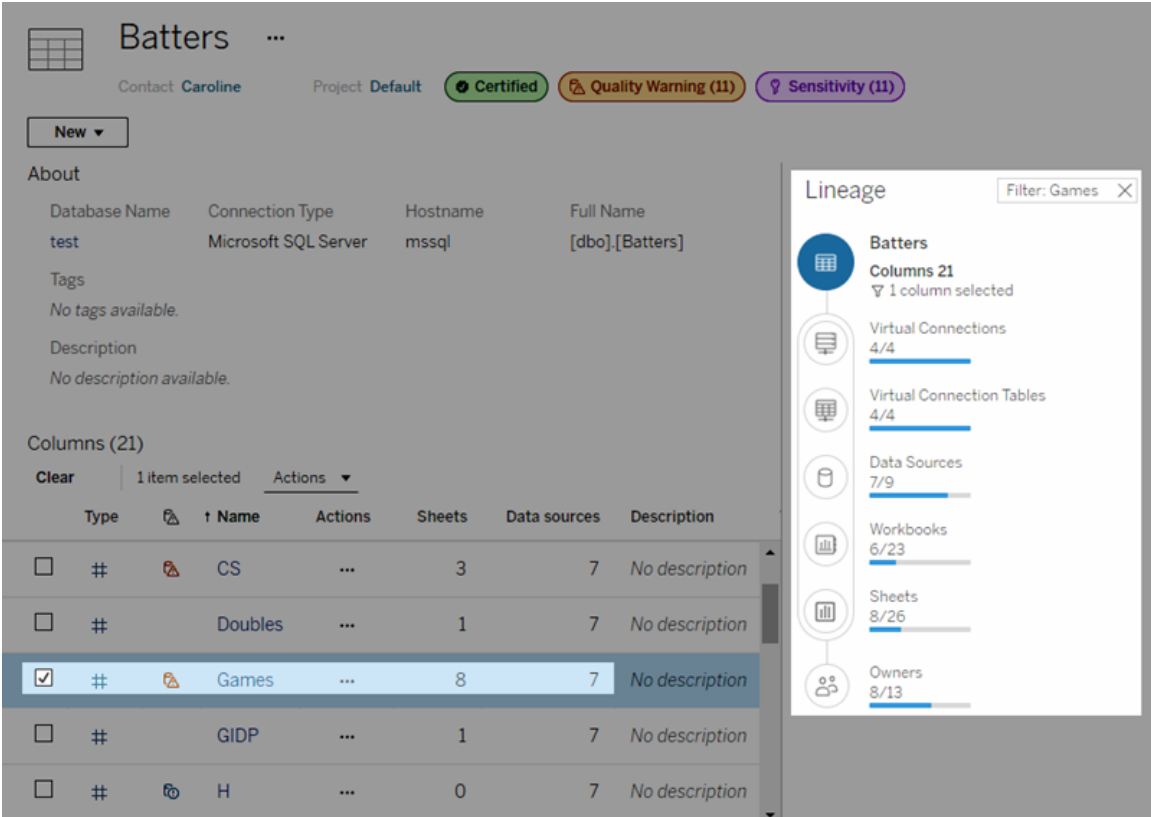 Batters ...
Contact Caroline Project Default Certified Quality Warning (11) Sensitivity (11)
New
About
Database Name Connection Type Hostname Full Name
test Microsoft SQL Server mssql [dbo].[Batters]
Tags
No tags available.
Description
No description available.
Columns (21)
Clear 1 item selected Actions
Type ↑ Name Actions Sheets Data sources Description
# CS ... 3 7 No description
# Doubles ... 1 7 No description
# Games ... 8 7 No description
# GIDP ... 1 7 No description
# H ... 0 7 No description
Lineage Filter: Games
Batters
Columns 21
1 column selected
Virtual Connections
4/4
Virtual Connection Tables
4/4
Data Sources
7/9
Workbooks
6/23
Sheets
8/26
Owners
8/13